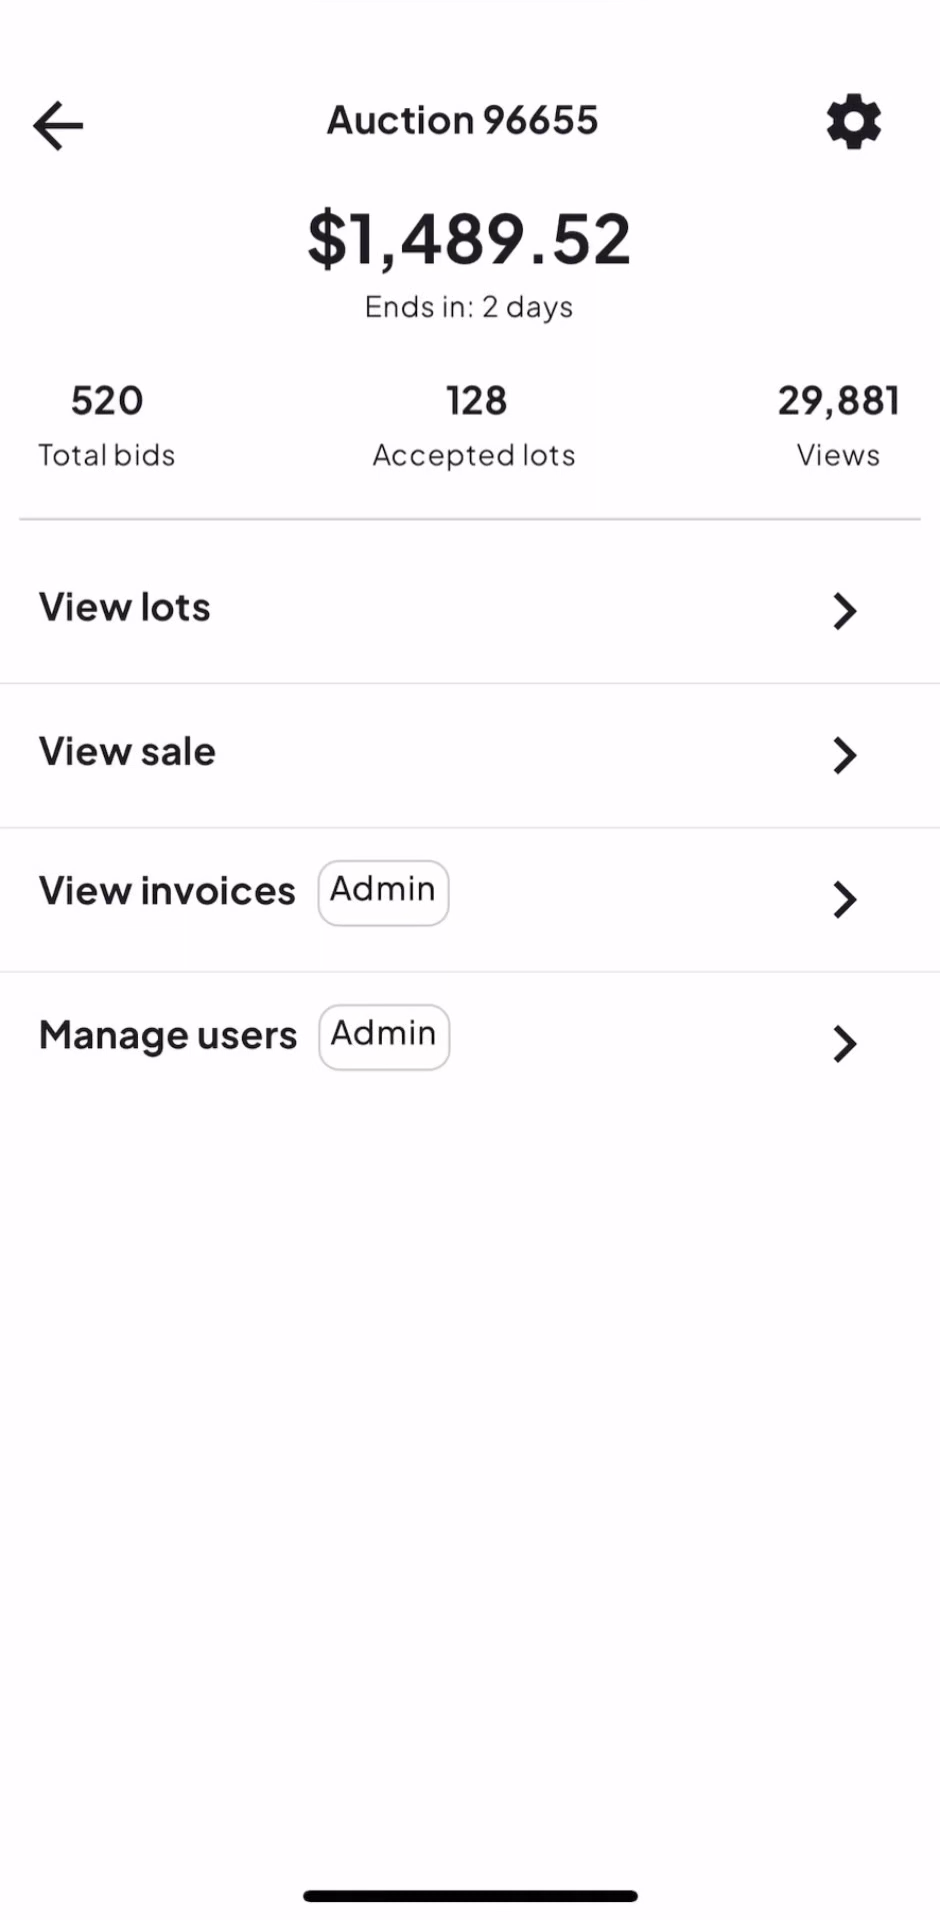 Auction 96655
$1,489.52
Ends in: 2 days
520 128 29,881
Total bids Accepted lots Views
View lots
View sale
View invoices Admin
Manage users Admin